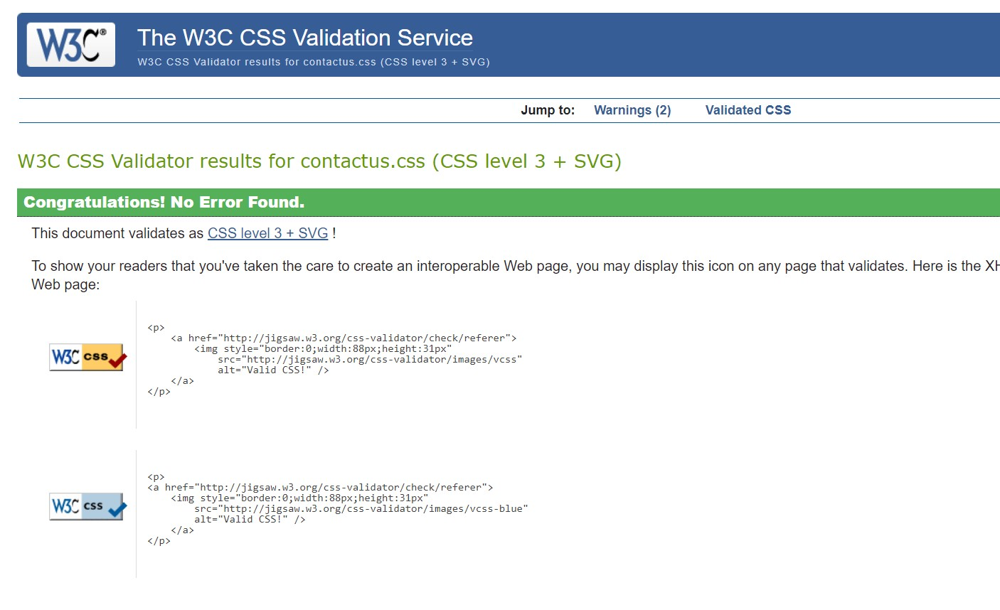 W3C®
The W3C CSS Validation Service
W3C CSS Validator results for contactus.css (CSS level 3 + SVG)
Jump to: Warnings (2) Validated CSS
W3C CSS Validator results for contactus.css (CSS level 3 + SVG)
Congratulations! No Error Found.
This document validates as CSS level 3 + SVG !
To show your readers that you've taken the care to create an interoperable Web page, you may display this icon on any page that validates. Here is the
Web page:
W3C css
<p>
<a href="http://jigsaw.w3.org/css-validator/check/referer">
<img style="border:0;width:88px;height:31px"
src="http://jigsaw.w3.org/css-validator/images/vcss"
alt="Valid CSS!" />
</a>
</p>
W3C css
<p>
<a href="http://jigsaw.w3.org/css-validator/check/referer">
<img style="border:0;width:88px;height:31px"
src="http://jigsaw.w3.org/css-validator/images/vcss-blue"
alt="Valid CSS!" />
</a>
</p>